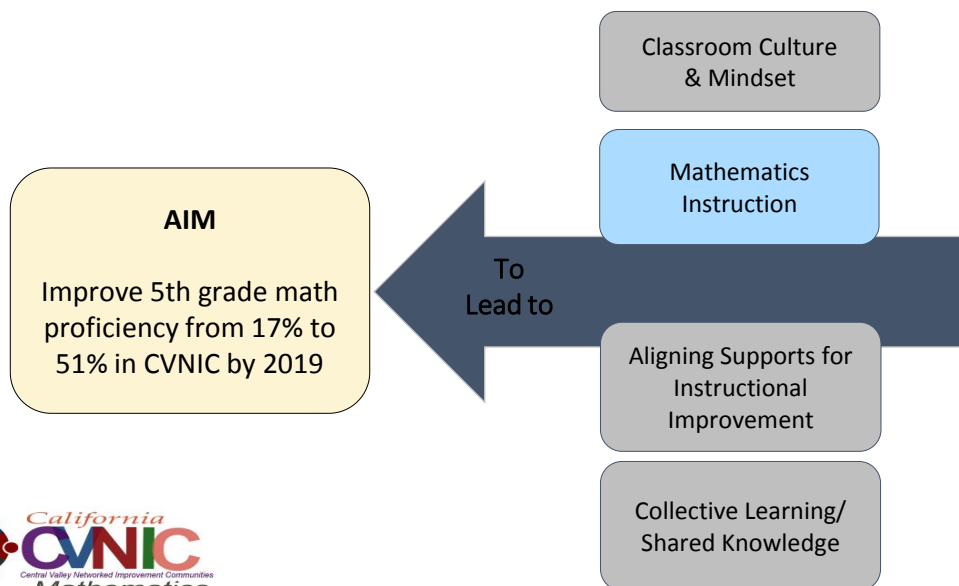 Classroom Culture
& Mindset
Mathematics
Instruction
AIM
Improve 5th grade math
proficiency from 17% to
51% in CVNIC by 2019
To
Lead to
Aligning Supports for
Instructional
Improvement
Collective Learning/
Shared Knowledge
California
CVNIC
Central Valley Networked Improvement Communities
Mathematics